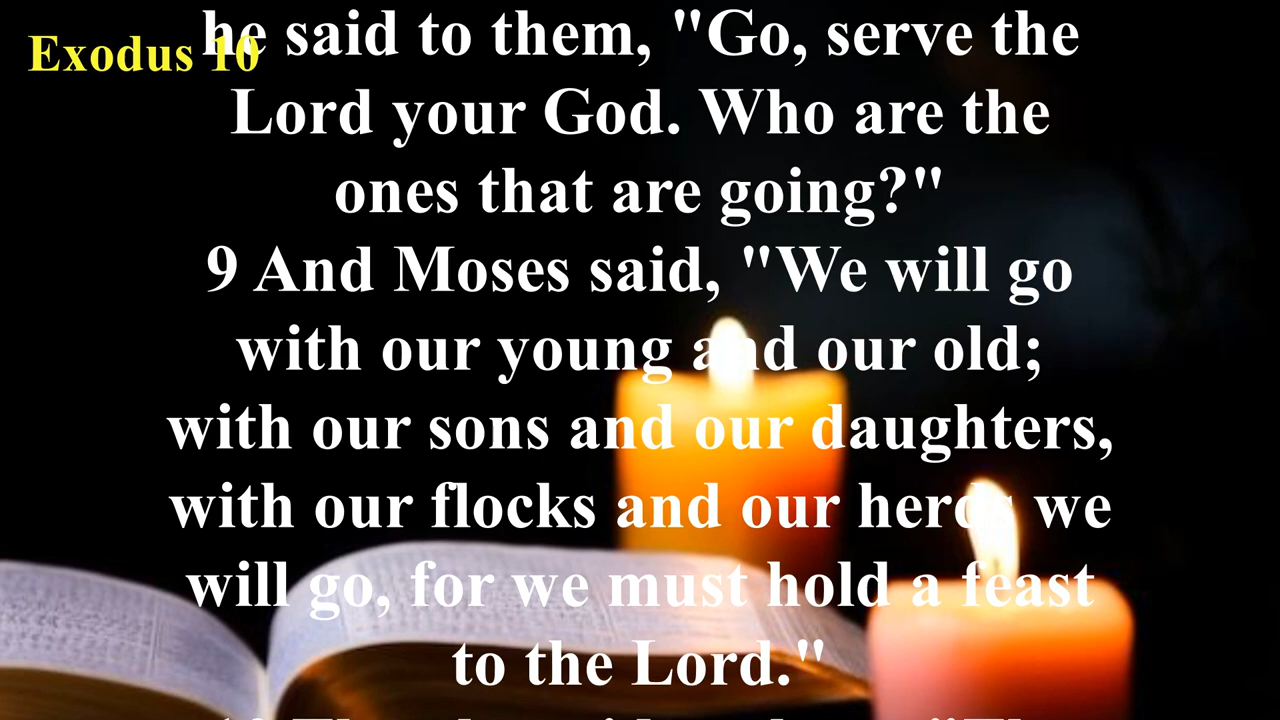 Exodus 10
he said to them, "Go, serve the
Lord your God. Who are the
ones that are going?"
9 And Moses said, "We will go
with our young and our old;
with our sons and our daughters,
with our flocks and our herds we
will go, for we must hold a feast
to the Lord."